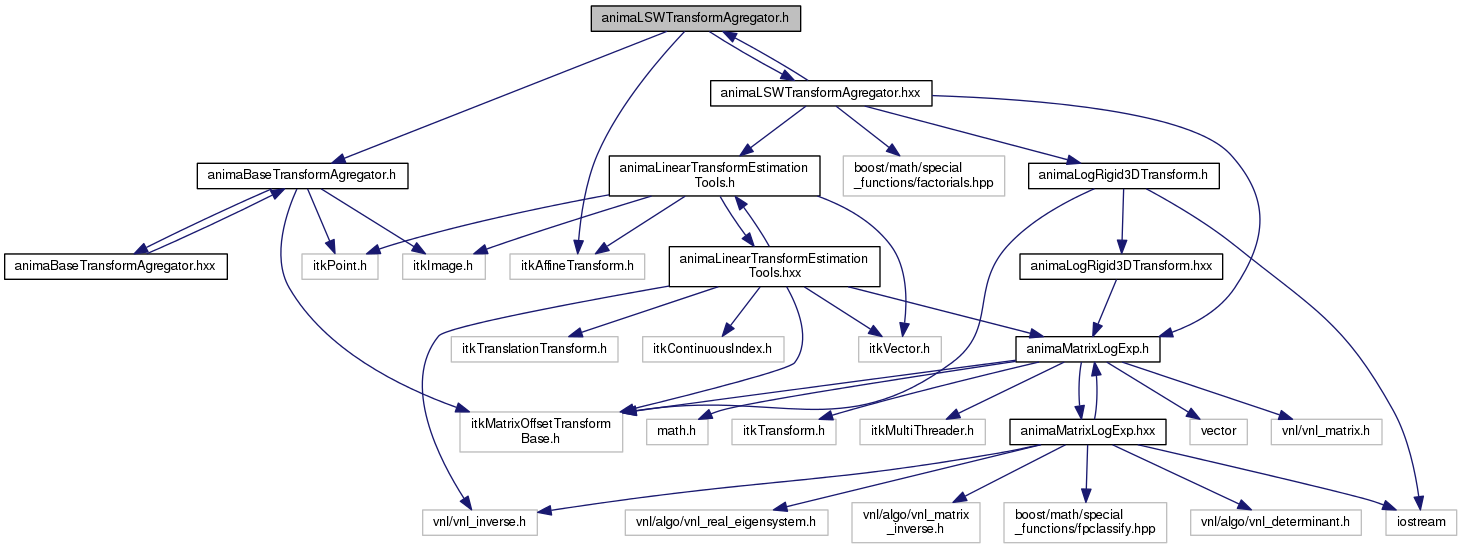 animaLSWTransformAgregator.h
animaLSWTransformAgregator.hxx
animaBaseTransformAgregator.h
animaLinearTransformEstimation
Tools.h
boost/math/special
_functions/factorials.hpp
animaLogRigid3DTransform.h
animaBaseTransformAgregator.hxx
itkPoint.h
itkImage.h
itkAffineTransform.h
animaLinearTransformEstimation
Tools.hxx
animaLogRigid3DTransform.hxx
itkTranslationTransform.h
itkContinuousIndex.h
itkVector.h
animaMatrixLogExp.h
itkMatrixOffsetTransform
Base.h
math.h
itkTransform.h
itkMultiThreader.h
animaMatrixLogExp.hxx
vector
vnl/vnl_matrix.h
vnl/vnl_inverse.h
vnl/algo/vnl_real_eigensystem.h
vnl/algo/vnl_matrix
_inverse.h
boost/math/special
_functions/fpclassify.hpp
vnl/algo/vnl_determinant.h
iostream